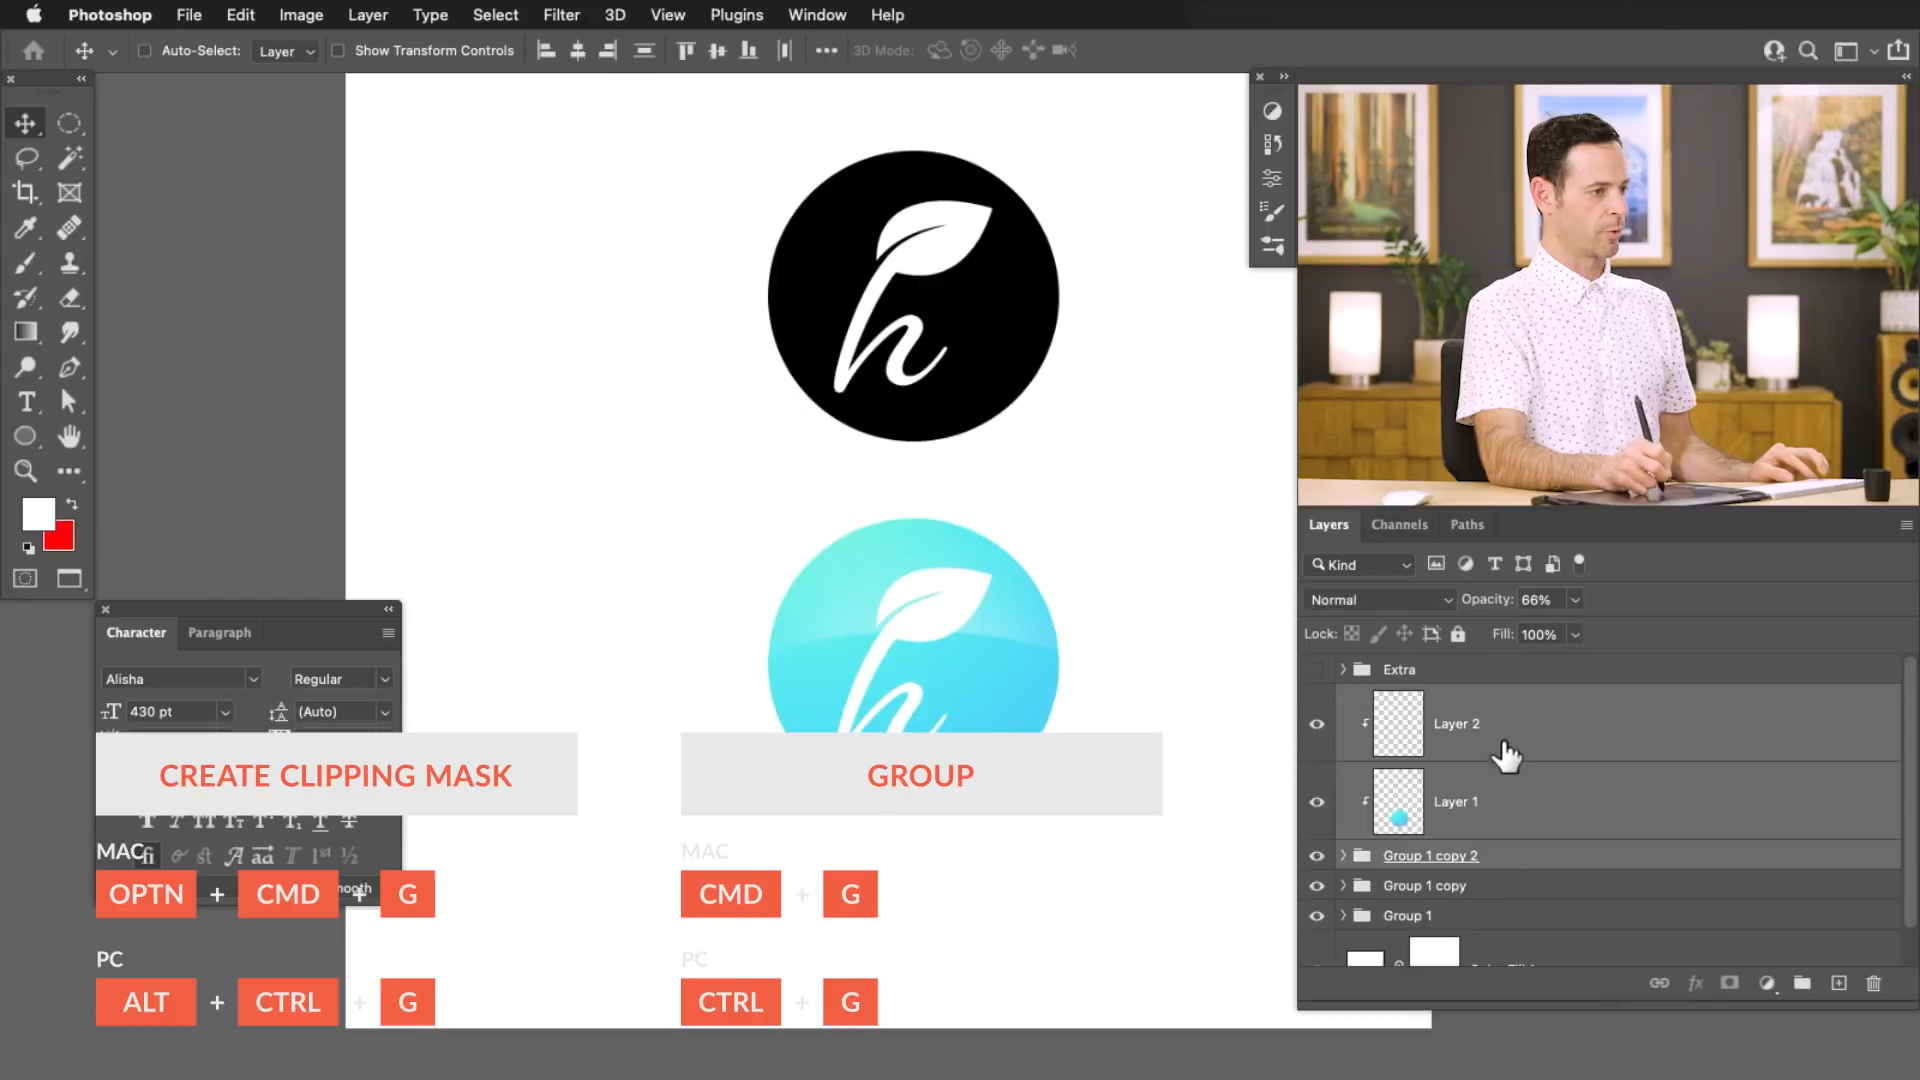 Photoshop File Edit Image Layer Type Select Filter 3D View Plugins Window Help
Auto-Select: Layer Show Transform Controls 3D Mode:
h
h
Character Paragraph
Alisha Regular
430 pt (Auto)
CREATE CLIPPING MASK
MAC
OPTN + CMD + G
PC
ALT + CTRL + G
GROUP
MAC
CMD + G
PC
CTRL + G
Layers Channels Paths
Kind
Normal Opacity: 66%
Lock: Fill: 100%
Extra
Layer 2
Layer 1
Group 1 copy 2
Group 1 copy
Group 1